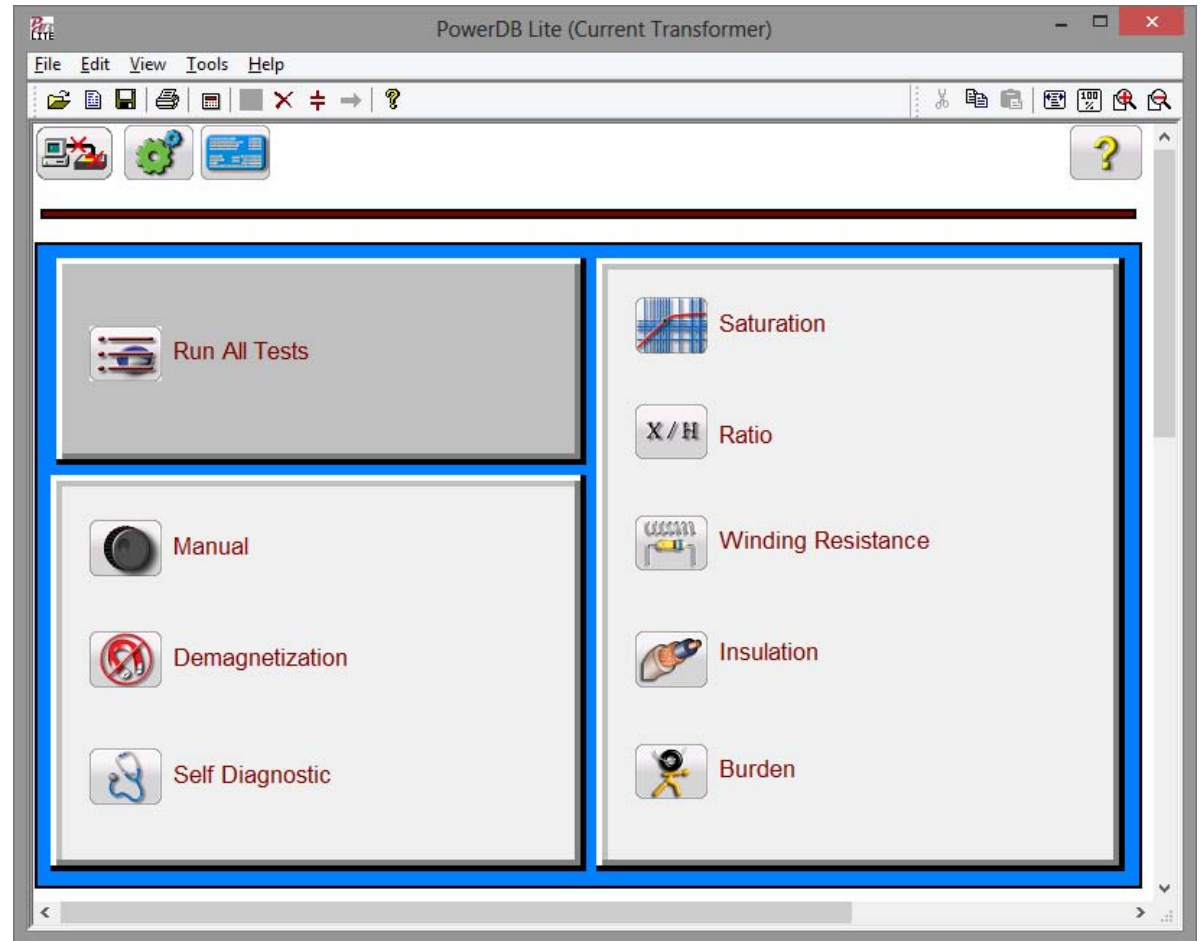 PowerDB Lite (Current Transformer)
File Edit View Tools Help
100 %
Run All Tests
Manual
Demagnetization
Self Diagnostic
Saturation
X / H Ratio
Winding Resistance
Insulation
Burden